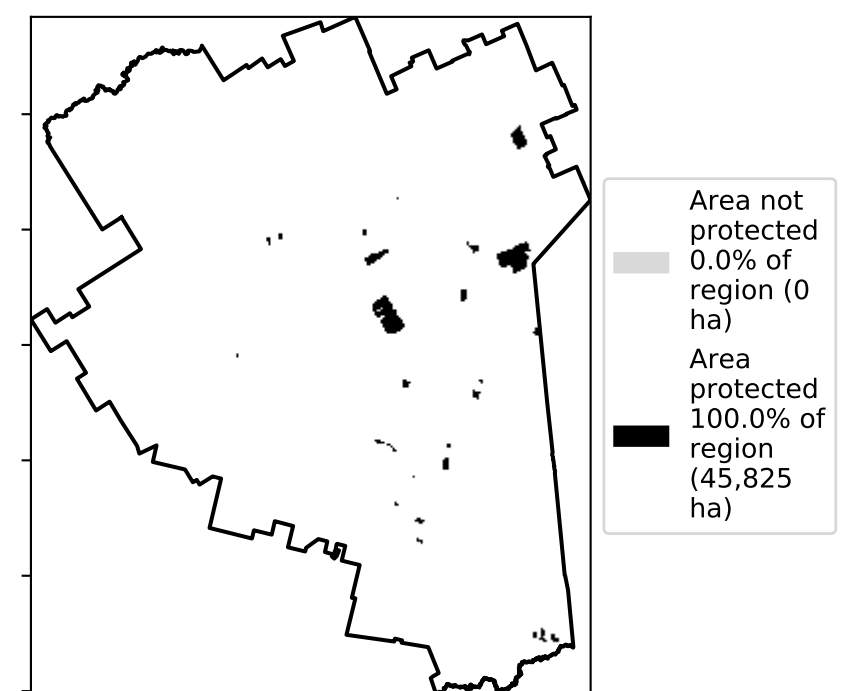 Area not
protected
0.0% of
region (0
ha)
Area
protected
100.0% of
region
(45,825
ha)